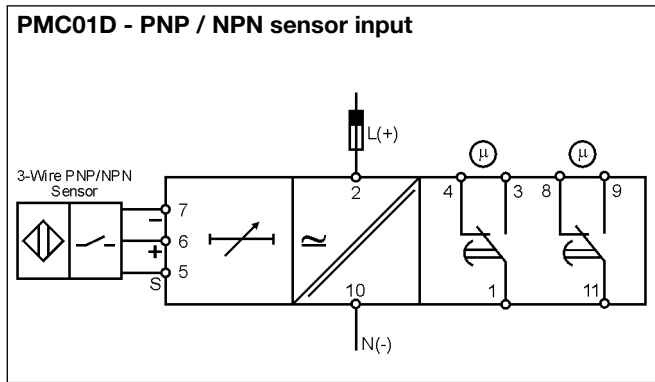 PMC01D - PNP / NPN sensor input
L(+)
μ μ
3-Wire PNP/NPN
Sensor
2
4 3 8 9
7
−
6
+
5
S
≃
10
1
11
N(-)